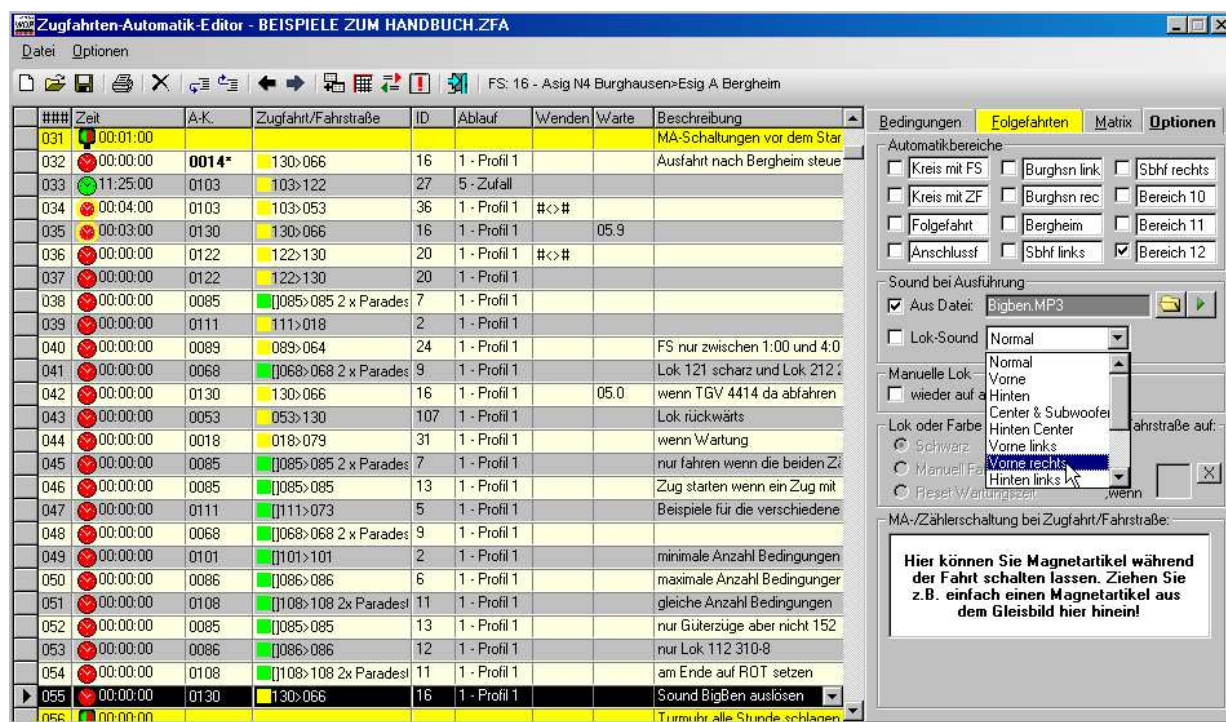 Zugfahrten-Automatik-Editor - BEISPIELE ZUM HANDBUCH.ZFA
Datei Optionen
FS: 16 - Asig N4 Burghausen>Esig A Bergheim
### Zeit A-K. Zugfahrt/Fahrstraße ID Ablauf Wenden Warte Beschreibung
031 00:01:00 MA-Schaltungen vor dem Star
032 00:00:00 0014* 130>066 16 1 - Profil 1 Ausfahrt nach Bergheim steue
033 11:25:00 0103 103>122 27 5 - Zufall
034 00:04:00 0103 103>053 36 1 - Profil 1 #<>#
035 00:03:00 0130 130>066 16 1 - Profil 1 05.9
036 00:00:00 0122 122>130 20 1 - Profil 1 #<>#
037 00:00:00 0122 122>130 20 1 - Profil 1
038 00:00:00 0085 []085>085 2 x Parades 7 1 - Profil 1
039 00:00:00 0111 111>018 2 1 - Profil 1
040 00:00:00 0089 089>064 24 1 - Profil 1 FS nur zwischen 1:00 und 4:0
041 00:00:00 0068 []068>068 2 x Parades 9 1 - Profil 1 Lok 121 scharz und Lok 212 2
042 00:00:00 0130 130>066 16 1 - Profil 1 05.0 wenn TGV 4414 da abfahren
043 00:00:00 0053 053>130 107 1 - Profil 1 Lok rückwärts
044 00:00:00 0018 018>079 31 1 - Profil 1 wenn Wartung
045 00:00:00 0085 []085>085 2 x Parades 7 1 - Profil 1 nur fahren wenn die beiden Zä
046 00:00:00 0085 []085>085 13 1 - Profil 1 Zug starten wenn ein Zug mit
047 00:00:00 0111 []111>073 5 1 - Profil 1 Beispiele für die verschiedene
048 00:00:00 0068 []068>068 2 x Parades 9 1 - Profil 1
049 00:00:00 0101 []101>101 2 1 - Profil 1 minimale Anzahl Bedingungen
050 00:00:00 0086 []086>086 6 1 - Profil 1 maximale Anzahl Bedingunger
051 00:00:00 0108 []108>108 2x Paradesl 11 1 - Profil 1 gleiche Anzahl Bedingungen
052 00:00:00 0085 []085>085 13 1 - Profil 1 nur Güterzüge aber nicht 152
053 00:00:00 0086 []086>086 12 1 - Profil 1 nur Lok 112 310-8
054 00:00:00 0108 []108>108 2x Paradesl 11 1 - Profil 1 am Ende auf ROT setzen
055 00:00:00 0130 130>066 16 1 - Profil 1 Sound BigBen auslösen
056 00:00:00 Turmuhr alle Stunde schlagen
Bedingungen Folgefahrten Matrix Optionen
Automatikbereiche
Kreis mit FS Burghsn link Sbhf rechts
Kreis mit ZF Burghsn rec Bereich 10
Folgefahrt Bergheim Bereich 11
Anschlussf Sbhf links Bereich 12
Sound bei Ausführung
Aus Datei: Bigben.MP3
Lok-Sound Normal
Normal
Vorne
Hinten
Center & Subwoofer
Hinten Center
Vorne links
Vorne rechts
Hinten links
Manuelle Lok
wieder auf a
Lok oder Farbe ahrstraße auf:
Schwarz
Manuell Fa
Reset Wartungszeit ,wenn X
MA-/Zählerschaltung bei Zugfahrt/Fahrstraße:
Hier können Sie Magnetartikel während
der Fahrt schalten lassen. Ziehen Sie
z.B. einfach einen Magnetartikel aus
dem Gleisbild hier hinein!